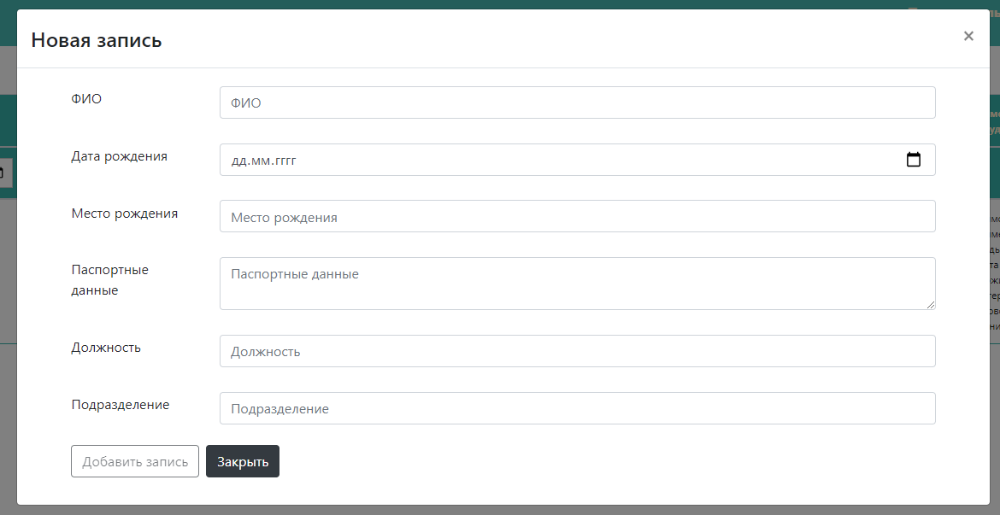 Новая запись
×
ФИО
ФИО
Дата рождения
дд.мм.гггг
Место рождения
Место рождения
Паспортные
данные
Паспортные данные
Должность
Должность
Подразделение
Подразделение
Добавить запись
Закрыть